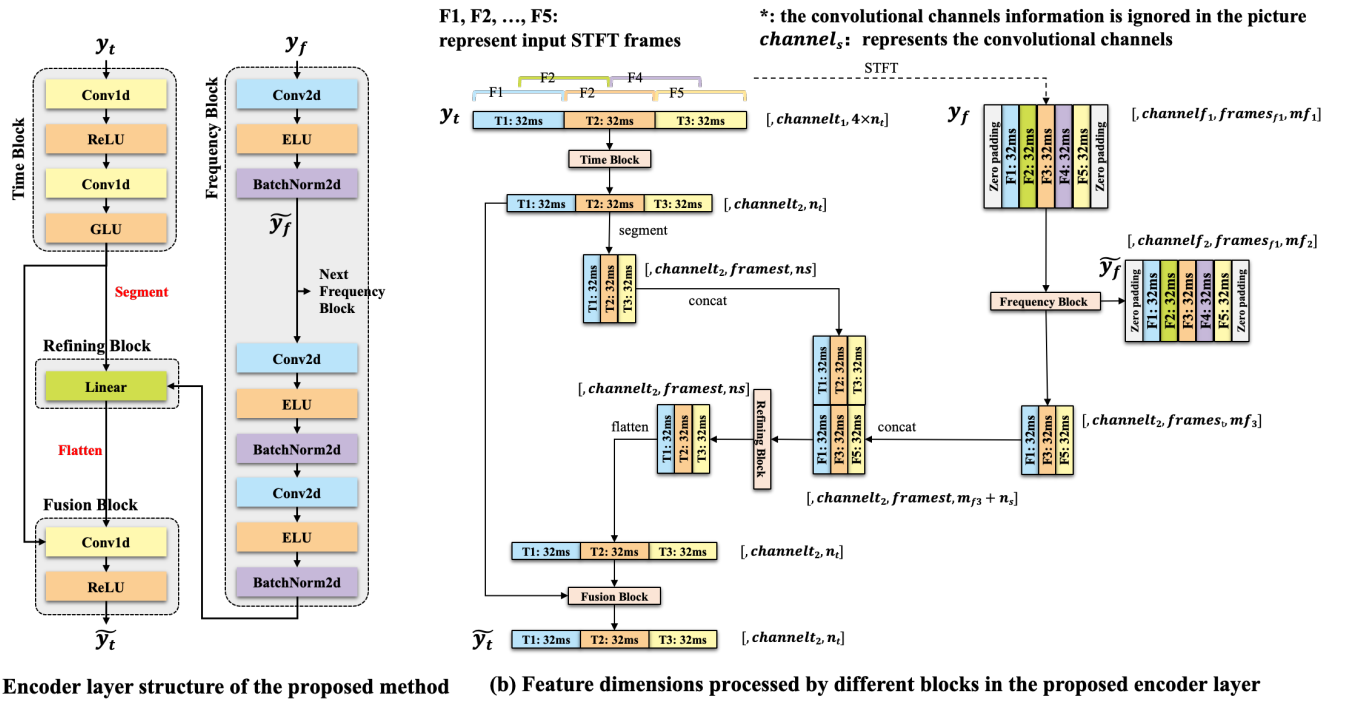 y_t
Time Block
Conv1d
ReLU
Conv1d
GLU
Segment
Refining Block
Linear
Flatten
Fusion Block
Conv1d
ReLU
ỹ_t
y_f
Frequency Block
Conv2d
ELU
BatchNorm2d
ỹ_f
Next
Frequency
Block
Conv2d
ELU
BatchNorm2d
Conv2d
ELU
BatchNorm2d
Encoder layer structure of the proposed method
F1, F2, …, F5:
represent input STFT frames
*: the convolutional channels information is ignored in the picture
channel_s: represents the convolutional channels
F2 F4
F1 F2 F5
STFT
y_t
T1: 32ms T2: 32ms T3: 32ms
[, channelt_1, 4×n_t]
Time Block
T1: 32ms T2: 32ms T3: 32ms
[, channelt_2, n_t]
segment
T1: 32ms
T2: 32ms
T3: 32ms
[, channelt_2, framest, ns]
concat
y_f
Zero padding
F1: 32ms
F2: 32ms
F3: 32ms
F4: 32ms
F5: 32ms
Zero padding
[, channelf_1, frames_f1, mf_1]
[, channelf_2, frames_f1, mf_2]
ỹ_f
Zero padding
F1: 32ms
F2: 32ms
F3: 32ms
F4: 32ms
F5: 32ms
Zero padding
Frequency Block
F1: 32ms
F3: 32ms
F5: 32ms
[, channelt_2, frames_t, mf_3]
concat
T1: 32ms
T2: 32ms
T3: 32ms
F1: 32ms
F3: 32ms
F5: 32ms
[, channelt_2, framest, m_f3 + n_s]
Refining Block
[, channelt_2, framest, ns]
T1: 32ms
T2: 32ms
T3: 32ms
flatten
T1: 32ms T2: 32ms T3: 32ms
[, channelt_2, n_t]
Fusion Block
ỹ_t
T1: 32ms T2: 32ms T3: 32ms
[, channelt_2, n_t]
(b) Feature dimensions processed by different blocks in the proposed encoder layer